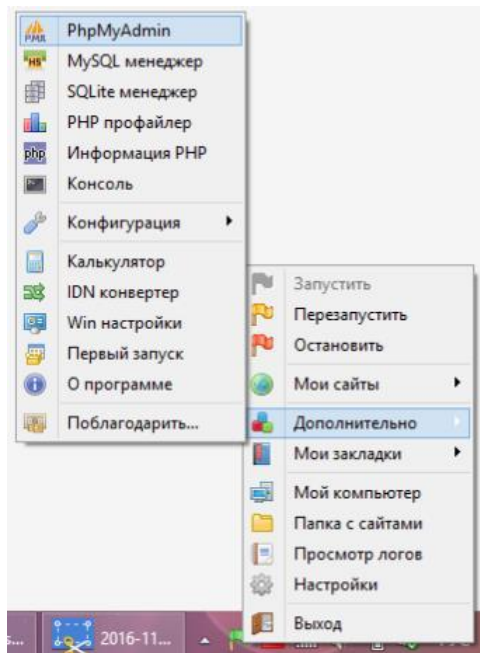 PhpMyAdmin
MySQL менеджер
SQLite менеджер
PHP профайлер
Информация PHP
Консоль
Конфигурация
Калькулятор
IDN конвертер
Win настройки
Первый запуск
О программе
Поблагодарить...
Запустить
Перезапустить
Остановить
Мои сайты
Дополнительно
Мои закладки
Мой компьютер
Папка с сайтами
Просмотр логов
Настройки
Выход
2016-11...